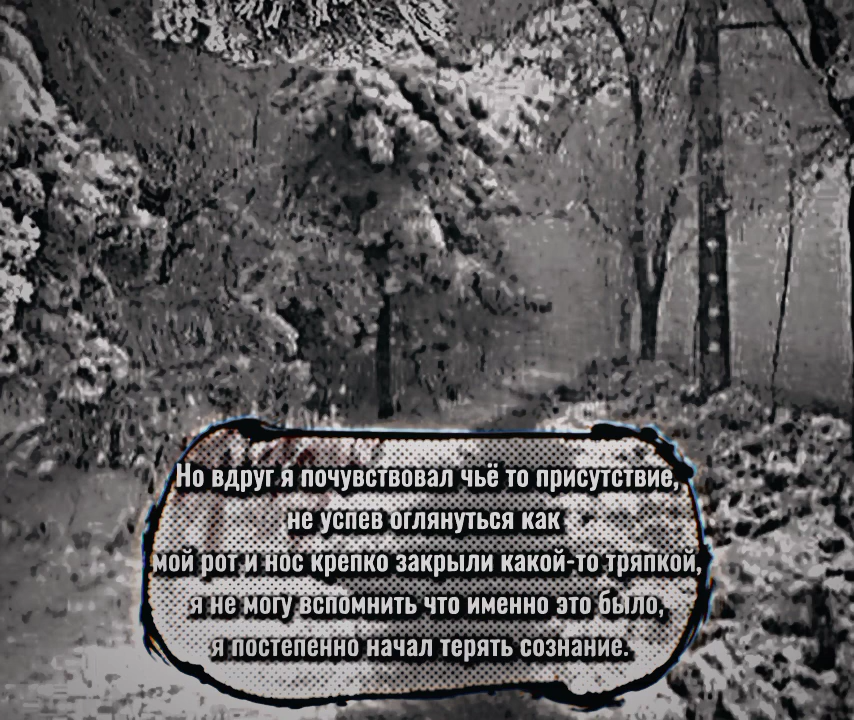 Но вдруг я почувствовал чьё то присутствие,
не успев оглянуться как
мой рот и нос крепко закрыли какой-то тряпкой,
я не могу вспомнить что именно это было,
я постепенно начал терять сознание.